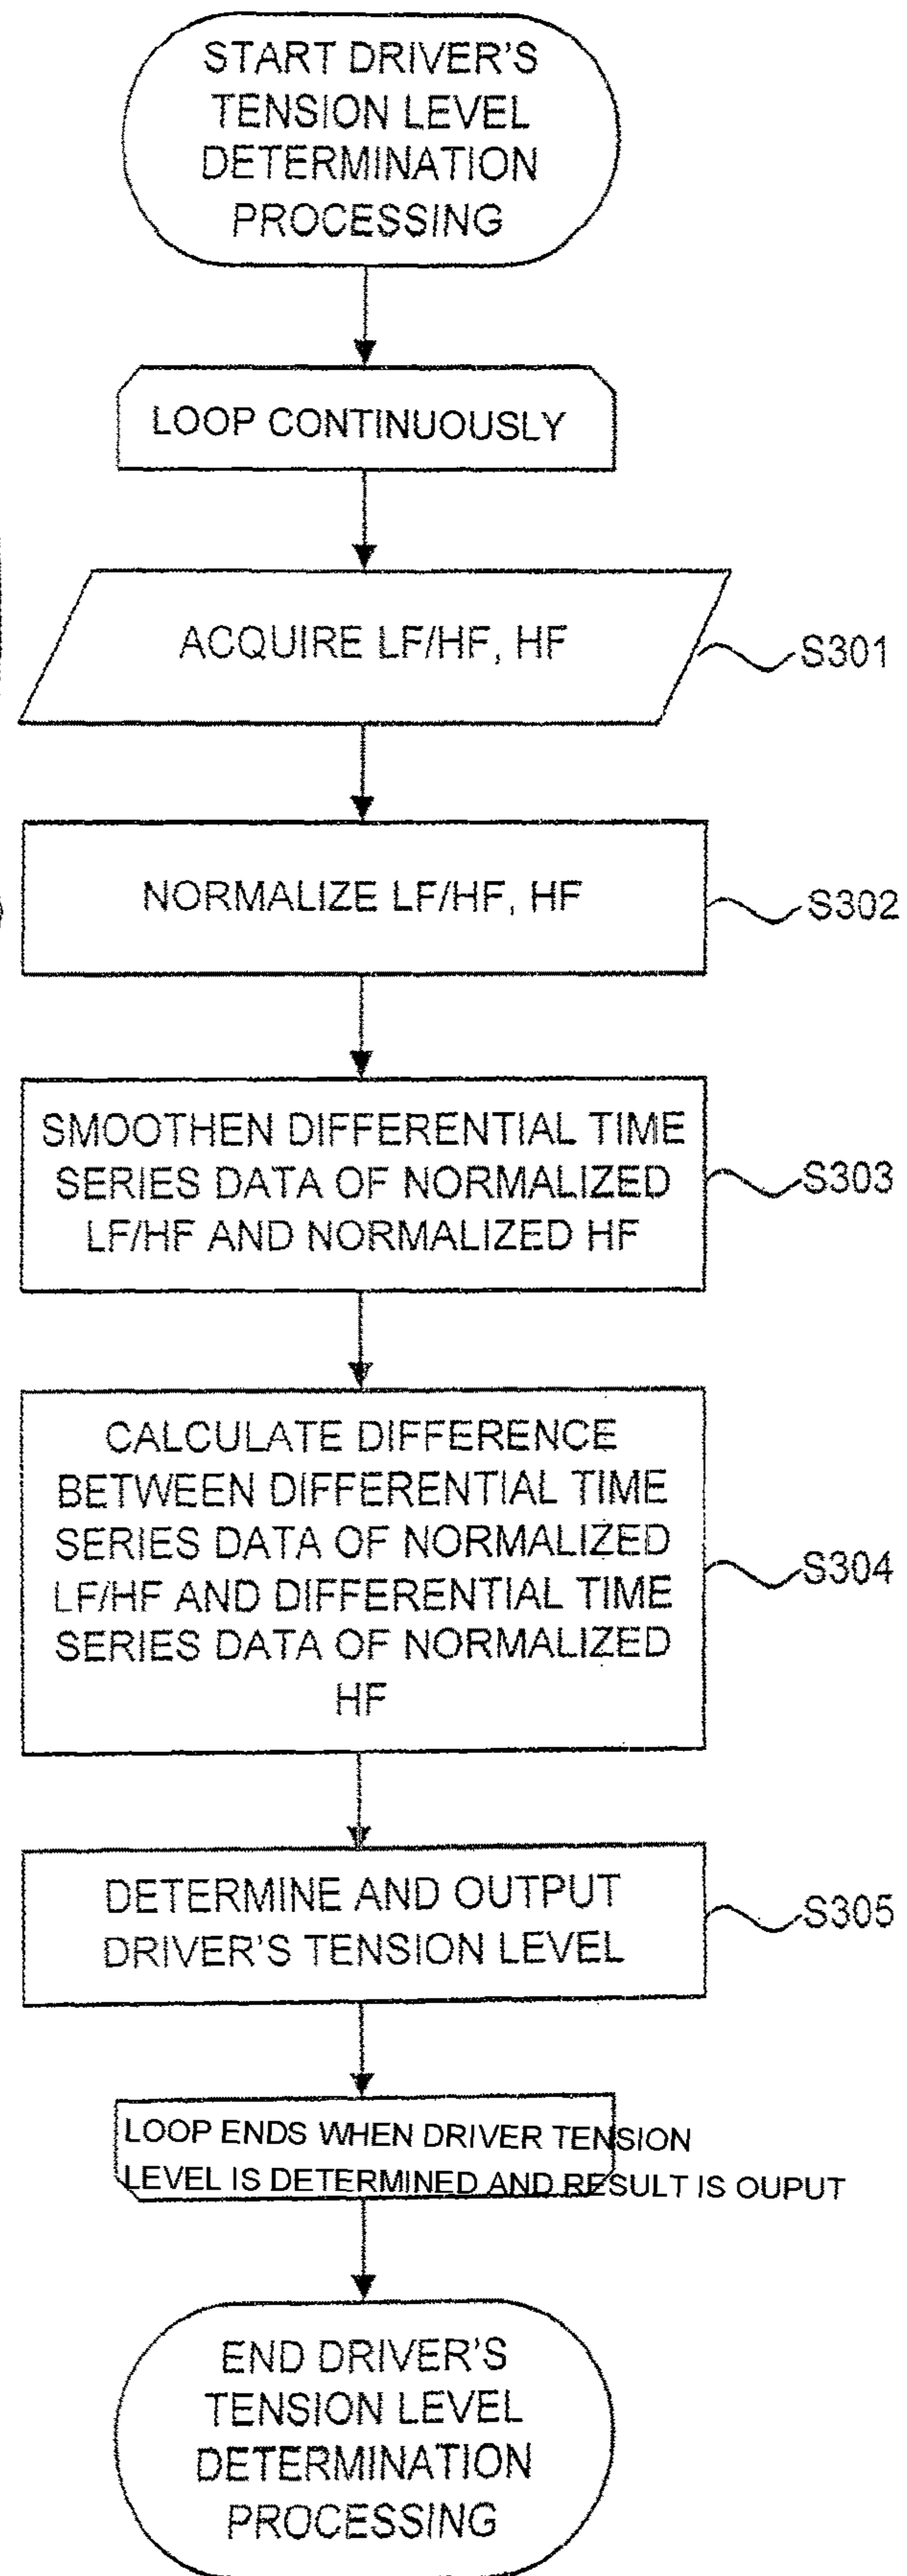 START DRIVER'S
TENSION LEVEL
DETERMINATION
PROCESSING
LOOP CONTINUOUSLY
ACQUIRE LF/HF, HF
S301
NORMALIZE LF/HF, HF
S302
SMOOTHEN DIFFERENTIAL TIME
SERIES DATA OF NORMALIZED
LF/HF AND NORMALIZED HF
S303
CALCULATE DIFFERENCE
BETWEEN DIFFERENTIAL TIME
SERIES DATA OF NORMALIZED
LF/HF AND DIFFERENTIAL TIME
SERIES DATA OF NORMALIZED
HF
S304
DETERMINE AND OUTPUT
DRIVER'S TENSION LEVEL
S305
LOOP ENDS WHEN DRIVER TENSION
LEVEL IS DETERMINED AND RESULT IS OUPUT
END DRIVER'S
TENSION LEVEL
DETERMINATION
PROCESSING